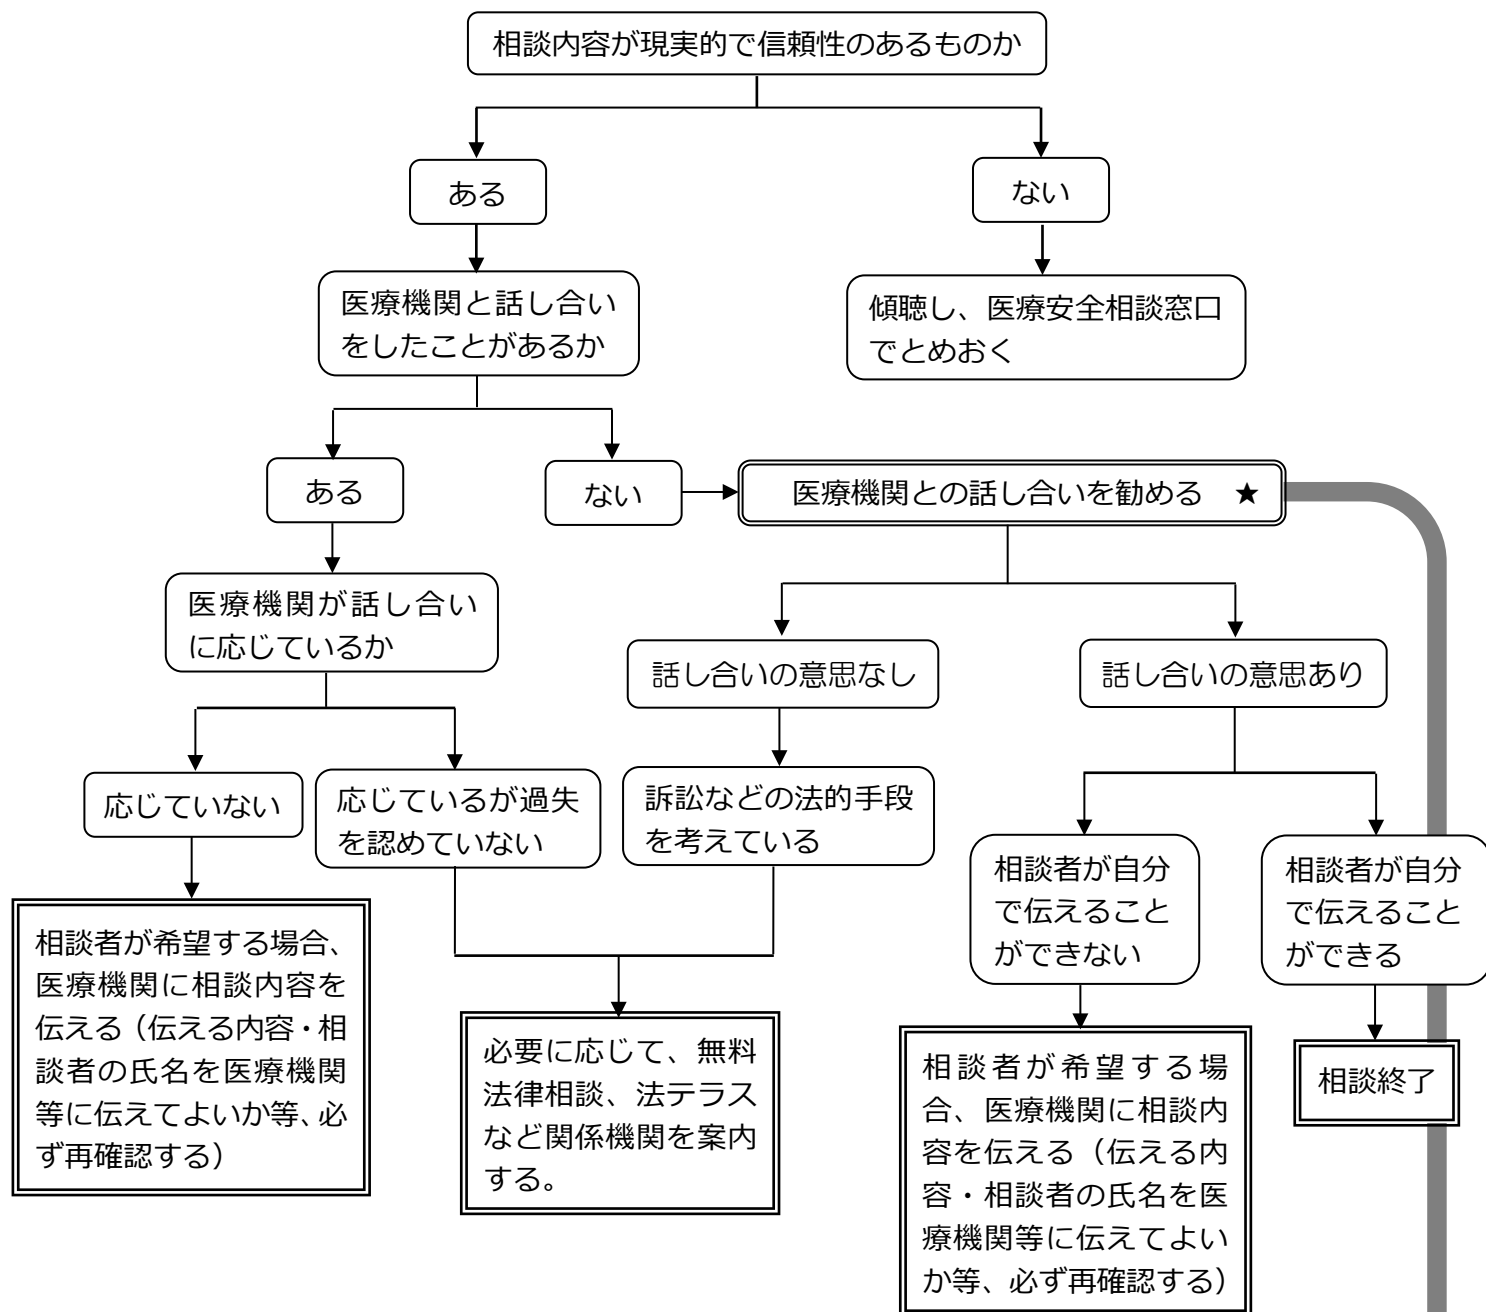 相談内容が現実的で信頼性のあるものか
ある
ない
医療機関と話し合い
をしたことがあるか
傾聴し、医療安全相談窓口
でとめおく
ある
ない
医療機関との話し合いを勧める ★
医療機関が話し合い
に応じているか
話し合いの意思なし
話し合いの意思あり
応じていない
応じているが過失
を認めていない
訴訟などの法的手段
を考えている
相談者が自分
で伝えること
ができない
相談者が自分
で伝えること
ができる
相談者が希望する場合、
医療機関に相談内容を
伝える（伝える内容・相
談者の氏名を医療機関
等に伝えてよいか等、必
ず再確認する）
必要に応じて、無料
法律相談、法テラス
など関係機関を案内
する。
相談者が希望する場
合、医療機関に相談内
容を伝える（伝える内
容・相談者の氏名を医
療機関等に伝えてよい
か等、必ず再確認する）
相談終了